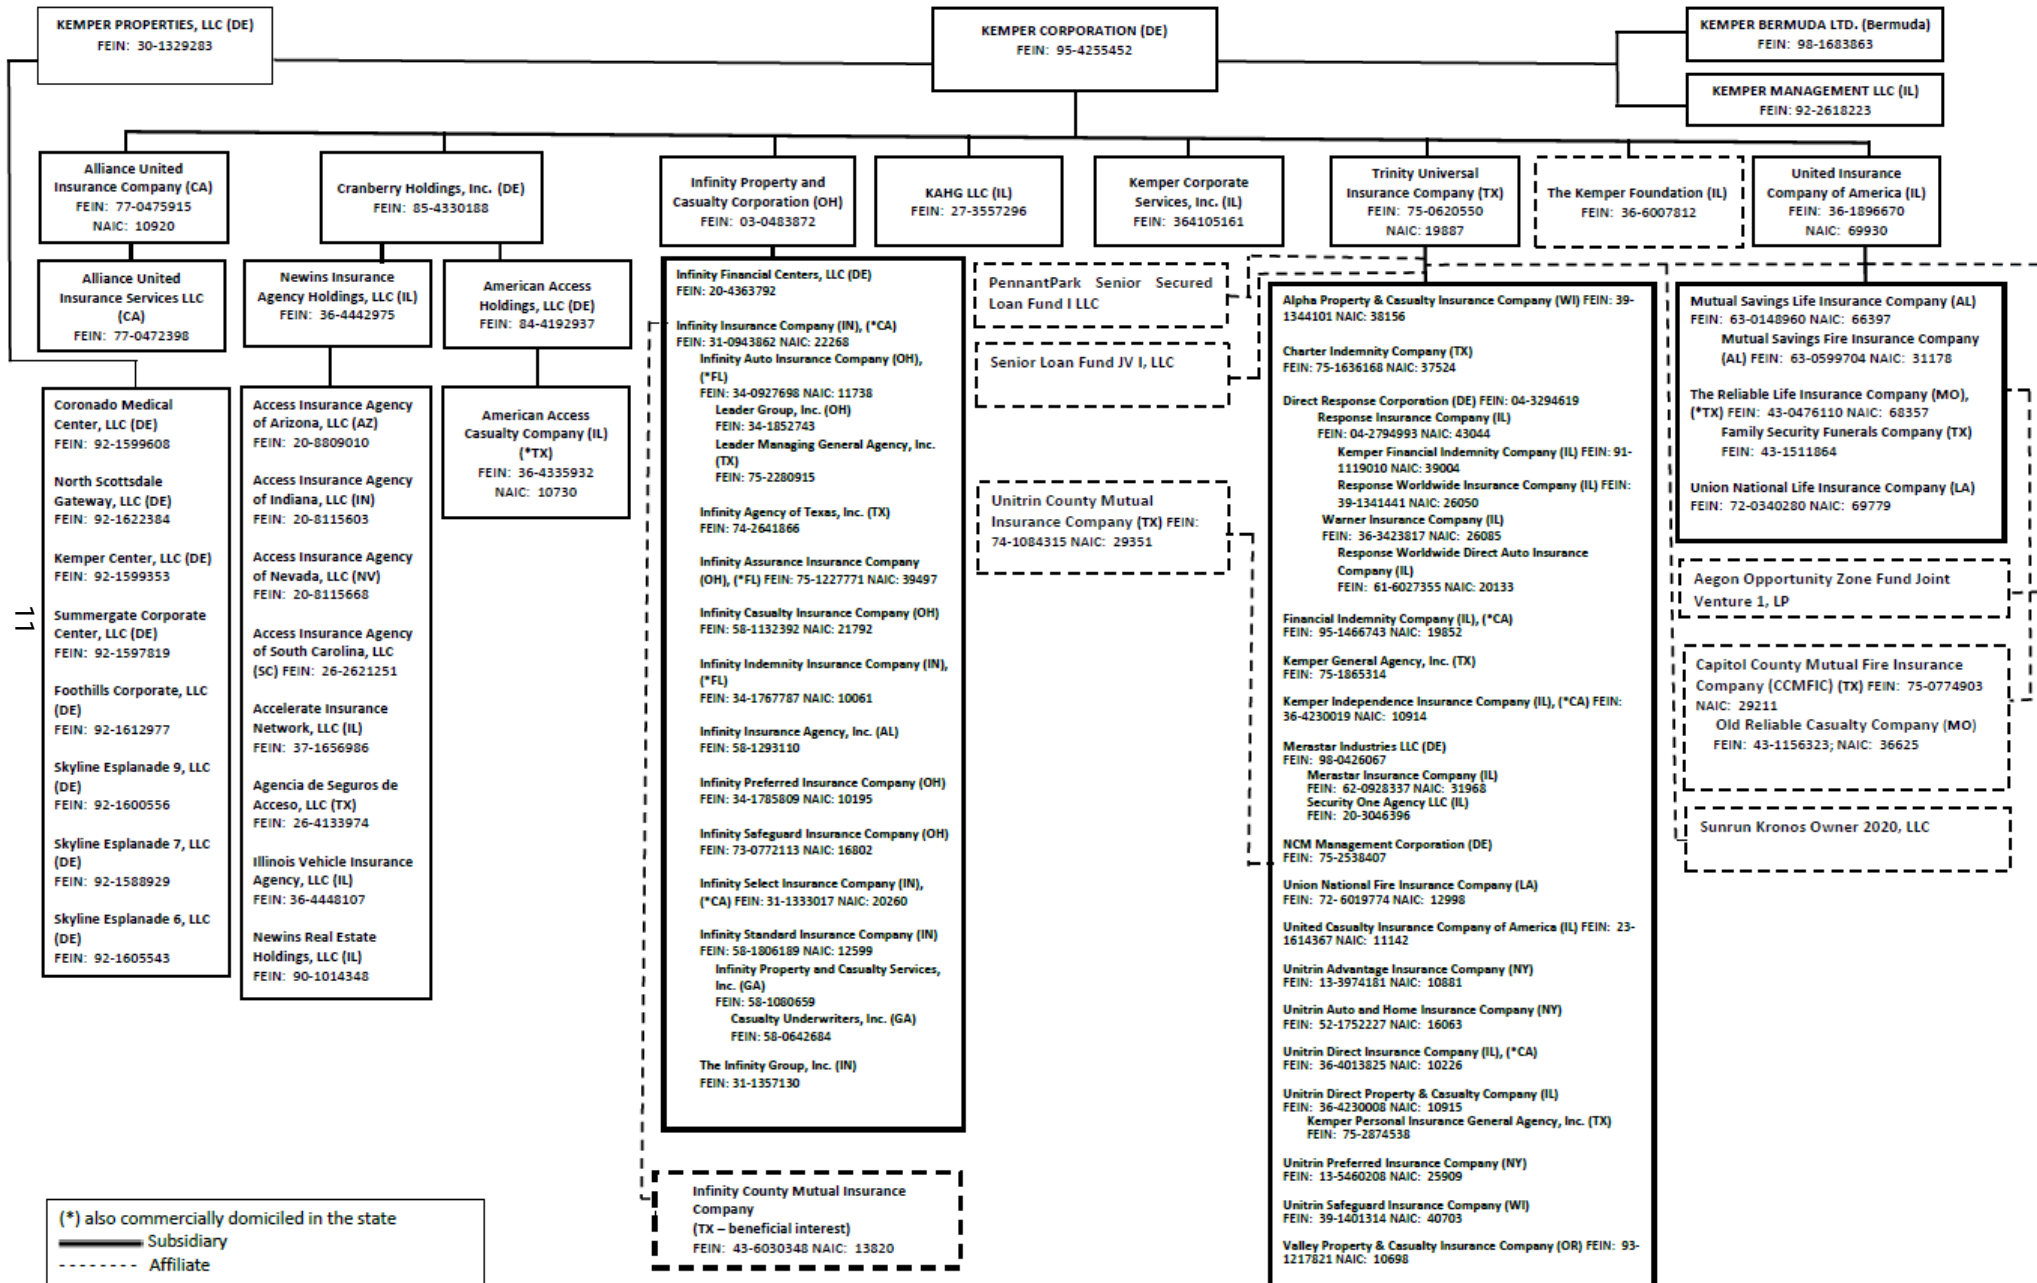 KEMPER PROPERTIES, LLC (DE)
FEIN: 30-1329283
KEMPER CORPORATION (DE)
FEIN: 95-4255452
KEMPER BERMUDA LTD. (Bermuda)
FEIN: 98-1683863
KEMPER MANAGEMENT LLC (IL)
FEIN: 92-2618223
Alliance United
Insurance Company (CA)
FEIN: 77-0475915
NAIC: 10920
Cranberry Holdings, Inc. (DE)
FEIN: 85-4330188
Infinity Property and
Casualty Corporation (OH)
FEIN: 03-0483872
KAHG LLC (IL)
FEIN: 27-3557296
Kemper Corporate
Services, Inc. (IL)
FEIN: 364105161
Trinity Universal
Insurance Company (TX)
FEIN: 75-0620550
NAIC: 19887
The Kemper Foundation (IL)
FEIN: 36-6007812
United Insurance
Company of America (IL)
FEIN: 36-1896670
NAIC: 69930
Alliance United
Insurance Services LLC
(CA)
FEIN: 77-0472398
Newins Insurance
Agency Holdings, LLC (IL)
FEIN: 36-4442975
American Access
Holdings, LLC (DE)
FEIN: 84-4192937
Coronado Medical
Center, LLC (DE)
FEIN: 92-1599608
North Scottsdale
Gateway, LLC (DE)
FEIN: 92-1622384
Kemper Center, LLC (DE)
FEIN: 92-1599353
Summergate Corporate
Center, LLC (DE)
FEIN: 92-1597819
Foothills Corporate, LLC
(DE)
FEIN: 92-1612977
Skyline Esplanade 9, LLC
(DE)
FEIN: 92-1600556
Skyline Esplanade 7, LLC
(DE)
FEIN: 92-1588929
Skyline Esplanade 6, LLC
(DE)
FEIN: 92-1605543
Access Insurance Agency
of Arizona, LLC (AZ)
FEIN: 20-8809010
Access Insurance Agency
of Indiana, LLC (IN)
FEIN: 20-8115603
Access Insurance Agency
of Nevada, LLC (NV)
FEIN: 20-8115668
Access Insurance Agency
of South Carolina, LLC
(SC) FEIN: 26-2621251
Accelerate Insurance
Network, LLC (IL)
FEIN: 37-1656986
Agencia de Seguros de
Acceso, LLC (TX)
FEIN: 26-4133974
Illinois Vehicle Insurance
Agency, LLC (IL)
FEIN: 36-4448107
Newins Real Estate
Holdings, LLC (IL)
FEIN: 90-1014348
American Access
Casualty Company (IL)
(*TX)
FEIN: 36-4335932
NAIC: 10730
Infinity Financial Centers, LLC (DE)
FEIN: 20-4363792
Infinity Insurance Company (IN), (*CA)
FEIN: 31-0943862 NAIC: 22268
Infinity Auto Insurance Company (OH),
(*FL)
FEIN: 34-0927698 NAIC: 11738
Leader Group, Inc. (OH)
FEIN: 34-1852743
Leader Managing General Agency, Inc.
(TX)
FEIN: 75-2280915
Infinity Agency of Texas, Inc. (TX)
FEIN: 74-2641866
Infinity Assurance Insurance Company
(OH), (*FL) FEIN: 75-1227771 NAIC: 39497
Infinity Casualty Insurance Company (OH)
FEIN: 58-1132392 NAIC: 21792
Infinity Indemnity Insurance Company (IN),
(*FL)
FEIN: 34-1767787 NAIC: 10061
Infinity Insurance Agency, Inc. (AL)
FEIN: 58-1293110
Infinity Preferred Insurance Company (OH)
FEIN: 34-1785809 NAIC: 10195
Infinity Safeguard Insurance Company (OH)
FEIN: 73-0772113 NAIC: 16802
Infinity Select Insurance Company (IN),
(*CA) FEIN: 31-1333017 NAIC: 20260
Infinity Standard Insurance Company (IN)
FEIN: 58-1806189 NAIC: 12599
Infinity Property and Casualty Services,
Inc. (GA)
FEIN: 58-1080659
Casualty Underwriters, Inc. (GA)
FEIN: 58-0642684
The Infinity Group, Inc. (IN)
FEIN: 31-1357130
Infinity County Mutual Insurance
Company
(TX – beneficial interest)
FEIN: 43-6030348 NAIC: 13820
PennantPark Senior Secured
Loan Fund I LLC
Senior Loan Fund JV I, LLC
Unitrin County Mutual
Insurance Company (TX) FEIN:
74-1084315 NAIC: 29351
Alpha Property & Casualty Insurance Company (WI) FEIN: 39-
1344101 NAIC: 38156
Charter Indemnity Company (TX)
FEIN: 75-1636168 NAIC: 37524
Direct Response Corporation (DE) FEIN: 04-3294619
Response Insurance Company (IL)
FEIN: 04-2794993 NAIC: 43044
Kemper Financial Indemnity Company (IL) FEIN: 91-
1119010 NAIC: 39004
Response Worldwide Insurance Company (IL) FEIN:
39-1341441 NAIC: 26050
Warner Insurance Company (IL)
FEIN: 36-3423817 NAIC: 26085
Response Worldwide Direct Auto Insurance
Company (IL)
FEIN: 61-6027355 NAIC: 20133
Financial Indemnity Company (IL), (*CA)
FEIN: 95-1466743 NAIC: 19852
Kemper General Agency, Inc. (TX)
FEIN: 75-1865314
Kemper Independence Insurance Company (IL), (*CA) FEIN:
36-4230019 NAIC: 10914
Merastar Industries LLC (DE)
FEIN: 98-0426067
Merastar Insurance Company (IL)
FEIN: 62-0928337 NAIC: 31968
Security One Agency LLC (IL)
FEIN: 20-3046396
NCM Management Corporation (DE)
FEIN: 75-2538407
Union National Fire Insurance Company (LA)
FEIN: 72- 6019774 NAIC: 12998
United Casualty Insurance Company of America (IL) FEIN: 23-
1614367 NAIC: 11142
Unitrin Advantage Insurance Company (NY)
FEIN: 13-3974181 NAIC: 10881
Unitrin Auto and Home Insurance Company (NY)
FEIN: 52-1752227 NAIC: 16063
Unitrin Direct Insurance Company (IL), (*CA)
FEIN: 36-4013825 NAIC: 10226
Unitrin Direct Property & Casualty Company (IL)
FEIN: 36-4230008 NAIC: 10915
Kemper Personal Insurance General Agency, Inc. (TX)
FEIN: 75-2874538
Unitrin Preferred Insurance Company (NY)
FEIN: 13-5460208 NAIC: 25909
Unitrin Safeguard Insurance Company (WI)
FEIN: 39-1401314 NAIC: 40703
Valley Property & Casualty Insurance Company (OR) FEIN: 93-
1217821 NAIC: 10698
Mutual Savings Life Insurance Company (AL)
FEIN: 63-0148960 NAIC: 66397
Mutual Savings Fire Insurance Company
(AL) FEIN: 63-0599704 NAIC: 31178
The Reliable Life Insurance Company (MO),
(*TX) FEIN: 43-0476110 NAIC: 68357
Family Security Funerals Company (TX)
FEIN: 43-1511864
Union National Life Insurance Company (LA)
FEIN: 72-0340280 NAIC: 69779
Aegon Opportunity Zone Fund Joint
Venture 1, LP
Capitol County Mutual Fire Insurance
Company (CCMFIC) (TX) FEIN: 75-0774903
NAIC: 29211
Old Reliable Casualty Company (MO)
FEIN: 43-1156323; NAIC: 36625
Sunrun Kronos Owner 2020, LLC
11
(*) also commercially domiciled in the state
Subsidiary
Affiliate